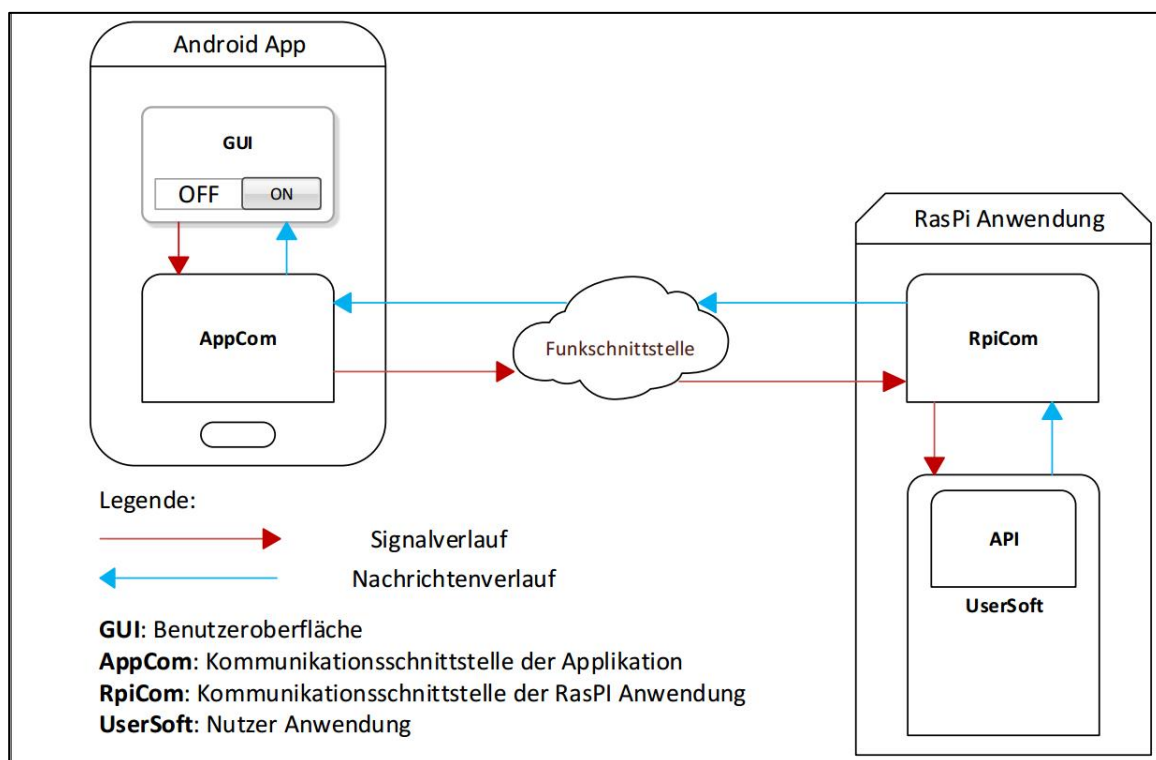 Android App
GUI
OFF
ON
AppCom
Funkschnittstelle
RasPi Anwendung
RpiCom
API
UserSoft
Legende:
Signalverlauf
Nachrichtenverlauf
GUI: Benutzeroberfläche
AppCom: Kommunikationsschnittstelle der Applikation
RpiCom: Kommunikationsschnittstelle der RasPI Anwendung
UserSoft: Nutzer Anwendung